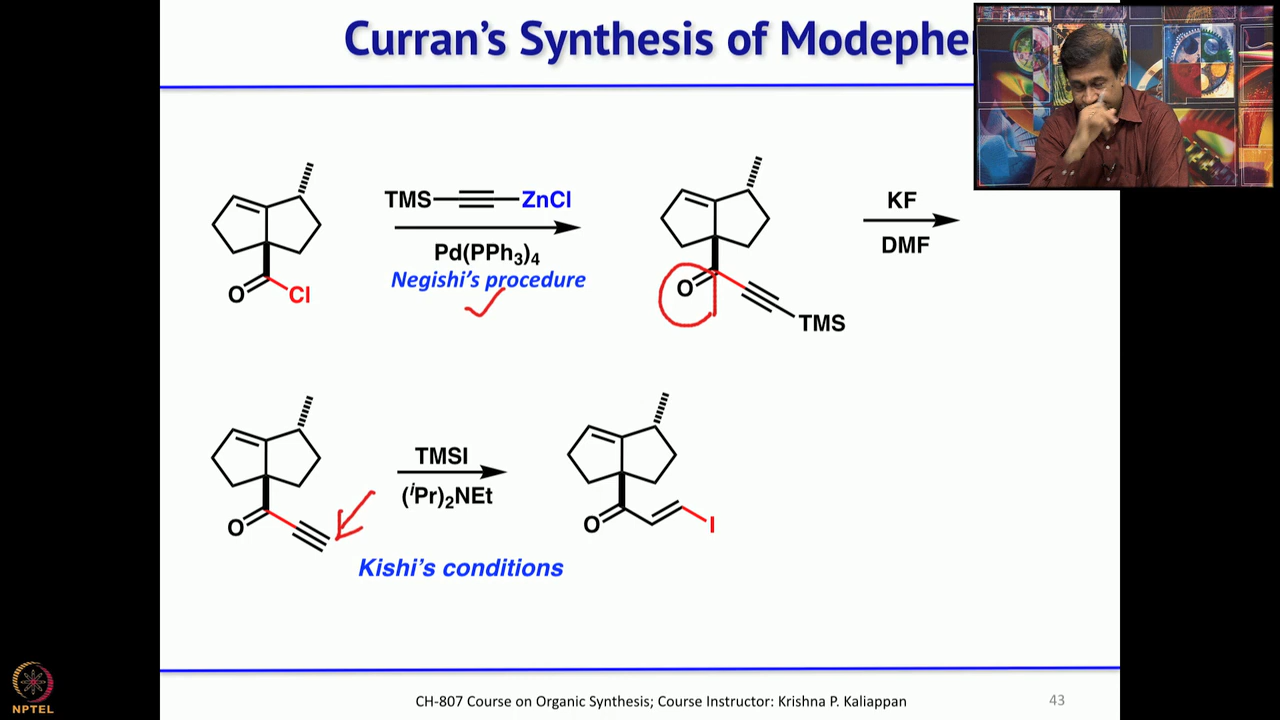 Curran's Synthesis of Modephe
TMS ZnCl
Pd(PPh3)4
Negishi's procedure
O Cl
O
TMS
KF
DMF
TMSI
(iPr)2NEt
Kishi's conditions
O
O I
CH-807 Course on Organic Synthesis; Course Instructor: Krishna P. Kaliappan
43
NPTEL